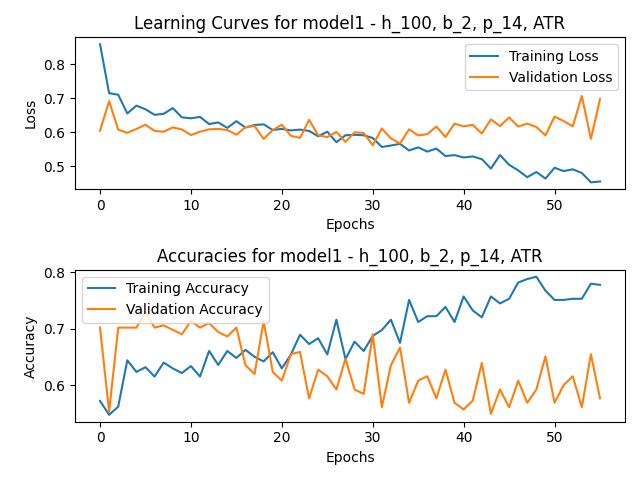 Learning Curves for model1 - h_100, b_2, p_14, ATR
Training Loss
Validation Loss
Loss
0.8
0.7
0.6
0.5
0 10 20 30 40 50
Epochs
Accuracies for model1 - h_100, b_2, p_14, ATR
Training Accuracy
Validation Accuracy
Accuracy
0.8
0.7
0.6
0 10 20 30 40 50
Epochs